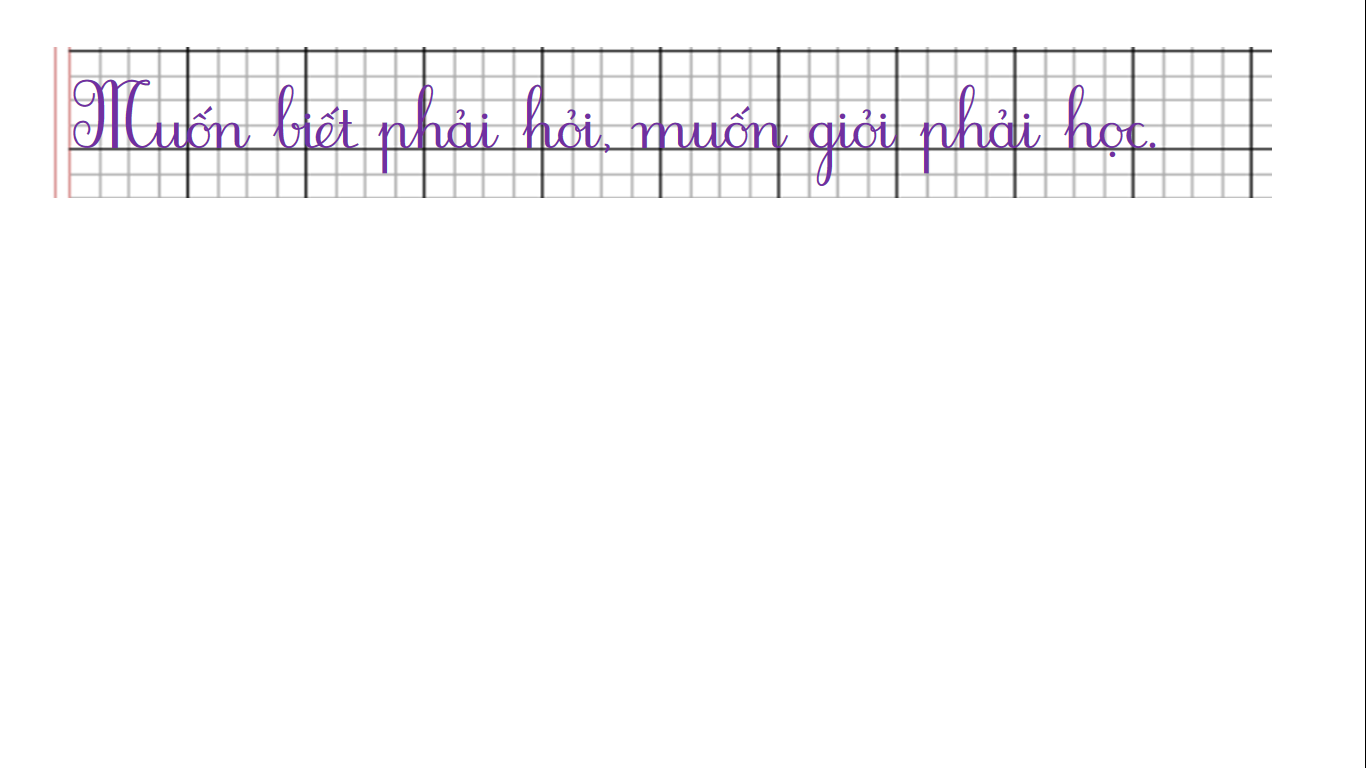 Muốn biết phải hỏi, muốn giỏi phải học.